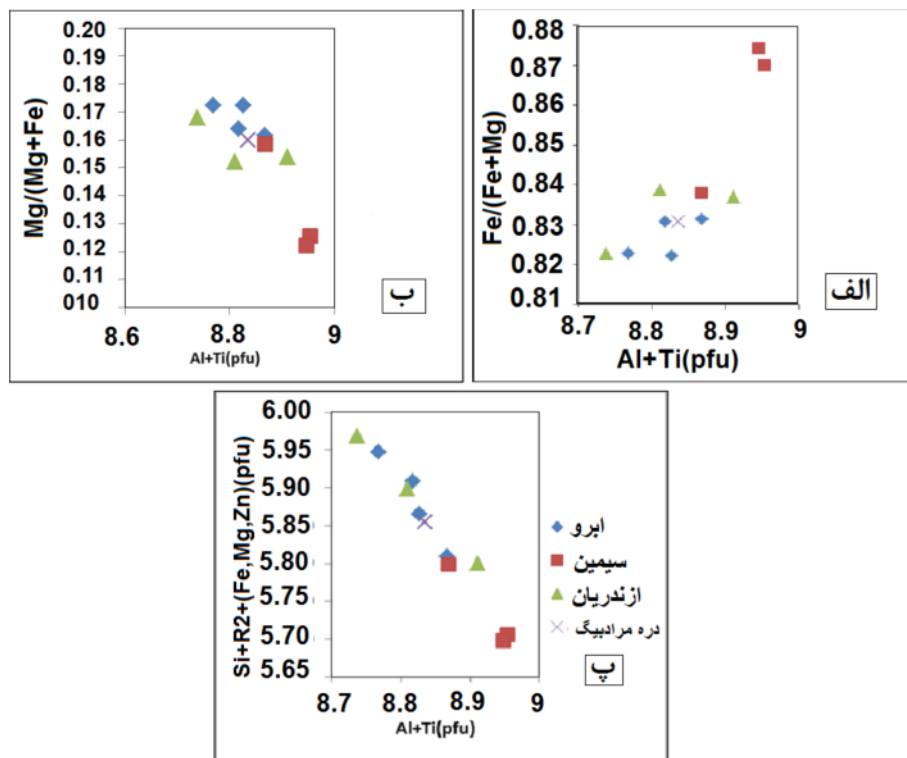 0.88
0.87
0.86
0.85
0.84
0.83
0.82
0.81
Fe/(Fe+Mg)
8.7 8.8 8.9 9
Al+Ti(pfu)
الف
0.20
0.19
0.18
0.17
0.16
0.15
0.14
0.13
0.12
0.11
010
Mg/(Mg+Fe)
8.6 8.8 9
Al+Ti(pfu)
ب
6.00
5.95
5.90
5.85
5.80
5.75
5.70
5.65
Si+R2+(Fe,Mg,Zn)(pfu)
8.7 8.8 8.9 9
Al+Ti(pfu)
ابرو
سیمین
ازندریان
دره مرادبیگ
پ